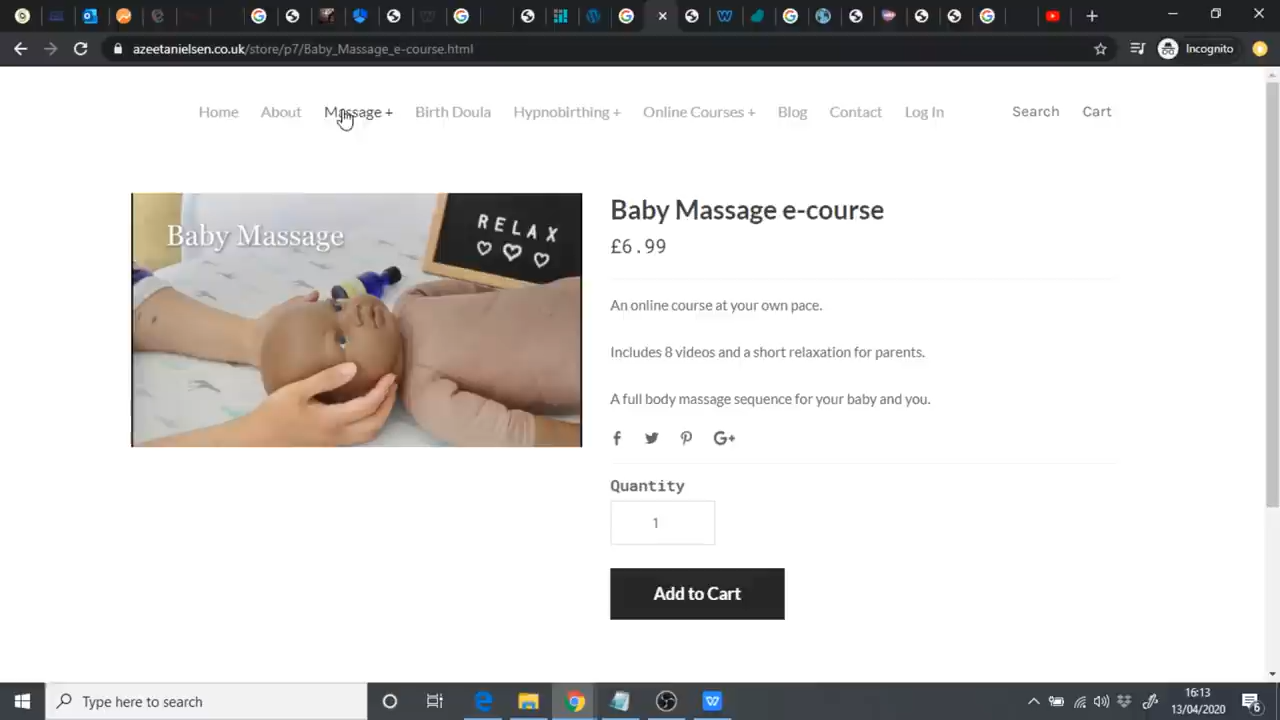 azeetanielsen.co.uk/store/p7/Baby_Massage_e-course.html
Incognito
Home About Massage + Birth Doula Hypnobirthing + Online Courses + Blog Contact Log In Search Cart
Baby Massage
RELAX
Baby Massage e-course
£6.99
An online course at your own pace.
Includes 8 videos and a short relaxation for parents.
A full body massage sequence for your baby and you.
Quantity
1
Add to Cart
Type here to search
16:13
13/04/2020
6